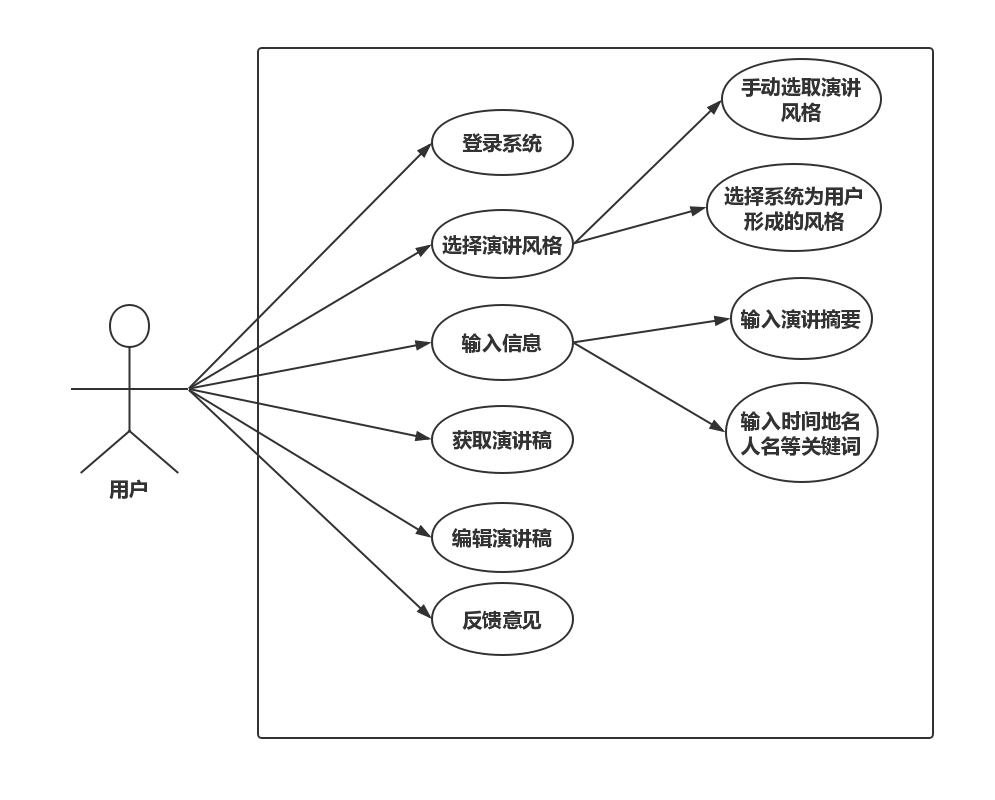 手动选取演讲
风格
登录系统
选择系统为用户
形成的风格
选择演讲风格
输入演讲摘要
输入信息
输入时间地名
人名等关键词
获取演讲稿
用户
编辑演讲稿
反馈意见